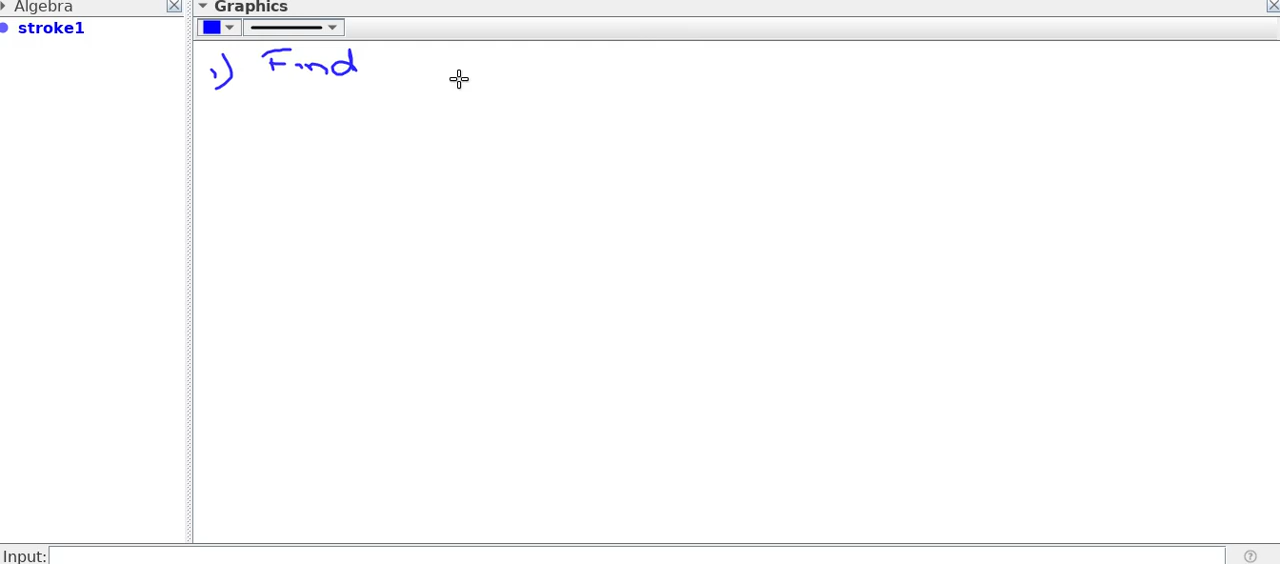 Algebra
Graphics
stroke1
1) Find
Input: